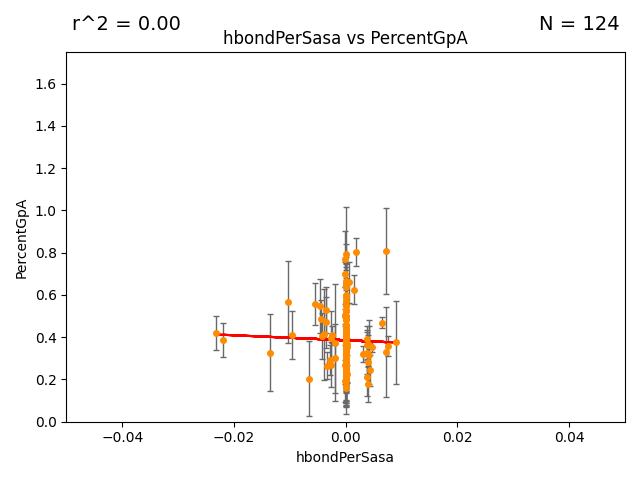 r^2 = 0.00
N = 124
hbondPerSasa vs PercentGpA
PercentGpA
1.6
1.4
1.2
1.0
0.8
0.6
0.4
0.2
0.0
−0.04
−0.02
0.00
0.02
0.04
hbondPerSasa